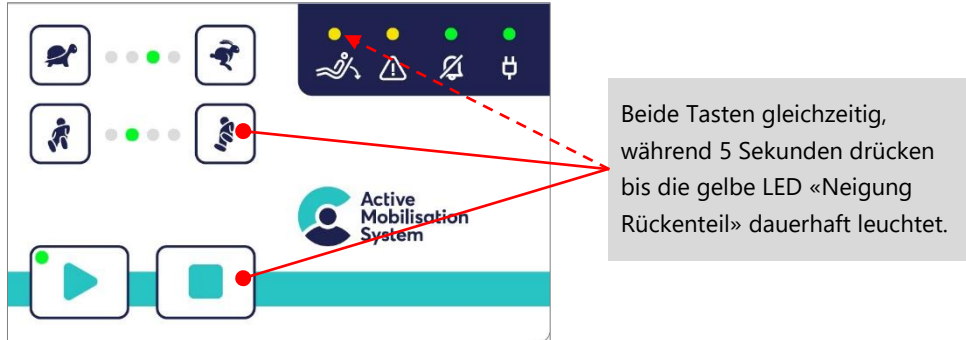 Active
Mobilisation
System
Beide Tasten gleichzeitig,
während 5 Sekunden drücken
bis die gelbe LED «Neigung
Rückenteil» dauerhaft leuchtet.